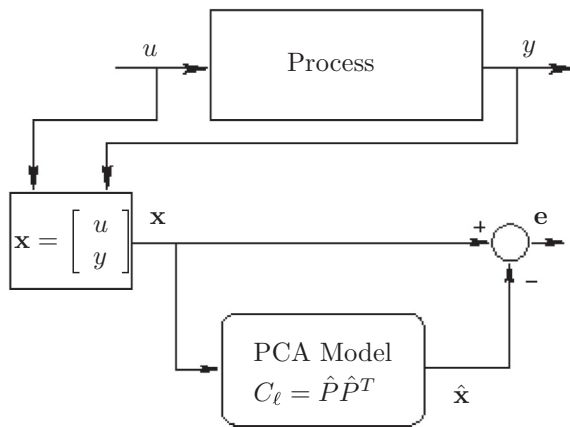 u
Process
y
x = [ u
y ]
x
+
e
−
PCA Model
C_ℓ = P̂P̂^T
x̂